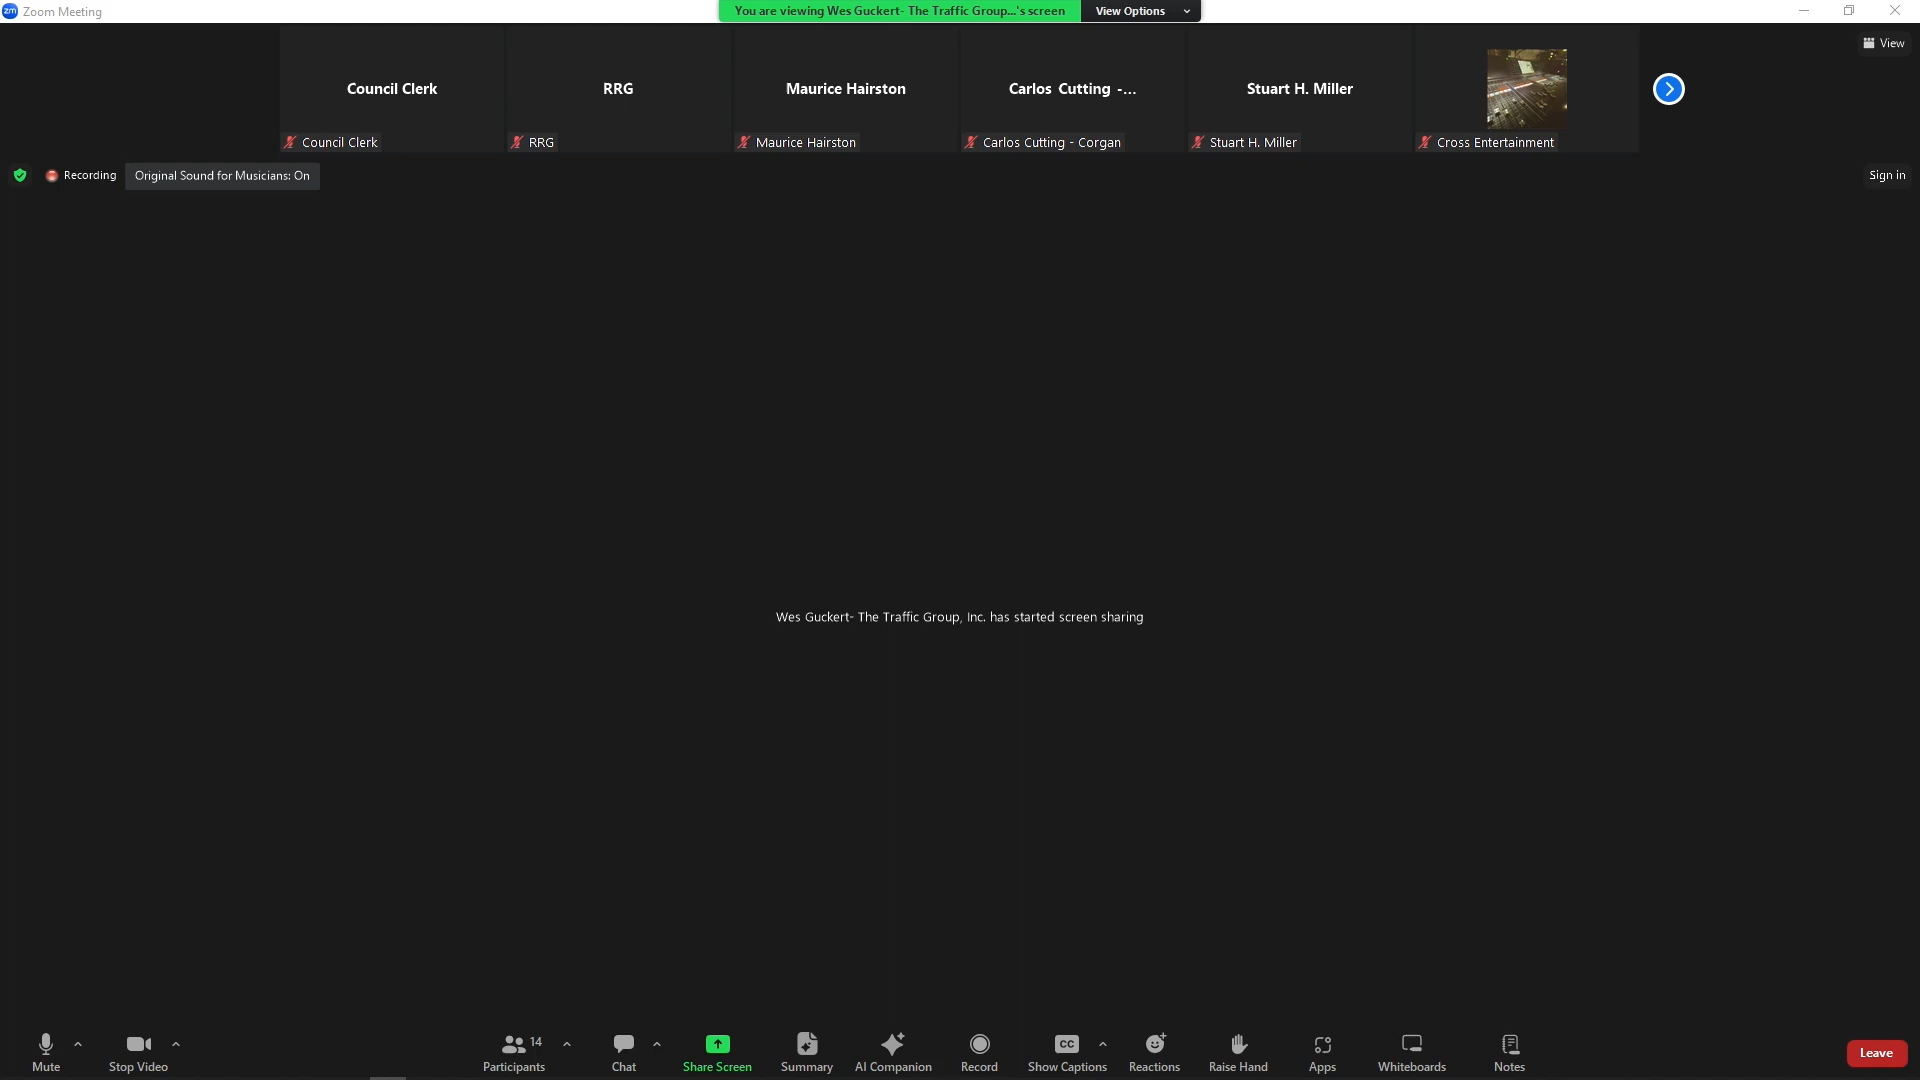 zm Zoom Meeting
You are viewing Wes Guckert- The Traffic Group...'s screen
View Options
View
Council Clerk
RRG
Maurice Hairston
Carlos Cutting -...
Stuart H. Miller
Council Clerk
RRG
Maurice Hairston
Carlos Cutting - Corgan
Stuart H. Miller
Cross Entertainment
Recording
Original Sound for Musicians: On
Sign in
Wes Guckert- The Traffic Group, Inc. has started screen sharing
14
CC
Mute
Stop Video
Participants
Chat
Share Screen
Summary
AI Companion
Record
Show Captions
Reactions
Raise Hand
Apps
Whiteboards
Notes
Leave